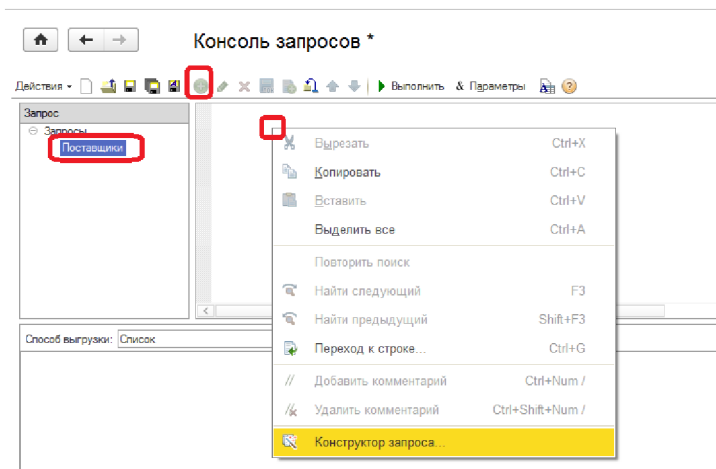 Консоль запросов *
Действия Выполнить & Параметры
Запрос
Запросы
Поставщики
Вырезать Ctrl+X
Копировать Ctrl+C
Вставить Ctrl+V
Выделить все Ctrl+A
Повторить поиск
Найти следующий F3
Найти предыдущий Shift+F3
Способ выгрузки: Список
Переход к строке... Ctrl+G
// Добавить комментарий Ctrl+Num /
Удалить комментарий Ctrl+Shift+Num /
Конструктор запроса...